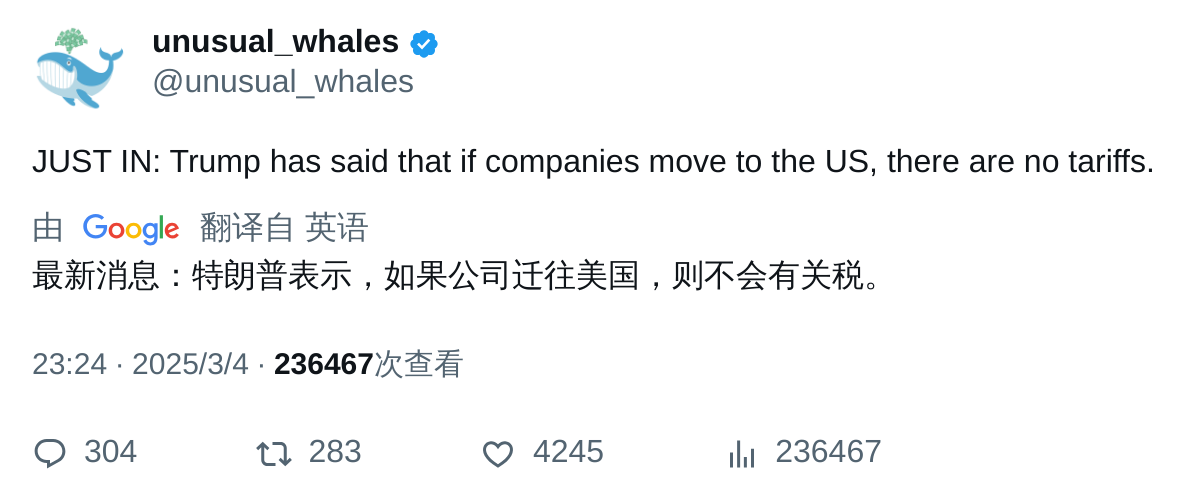 unusual_whales
@unusual_whales
JUST IN: Trump has said that if companies move to the US, there are no tariffs.
由 Google 翻译自 英语
最新消息：特朗普表示，如果公司迁往美国，则不会有关税。
23:24 · 2025/3/4 · 236467次查看
304 283 4245 236467